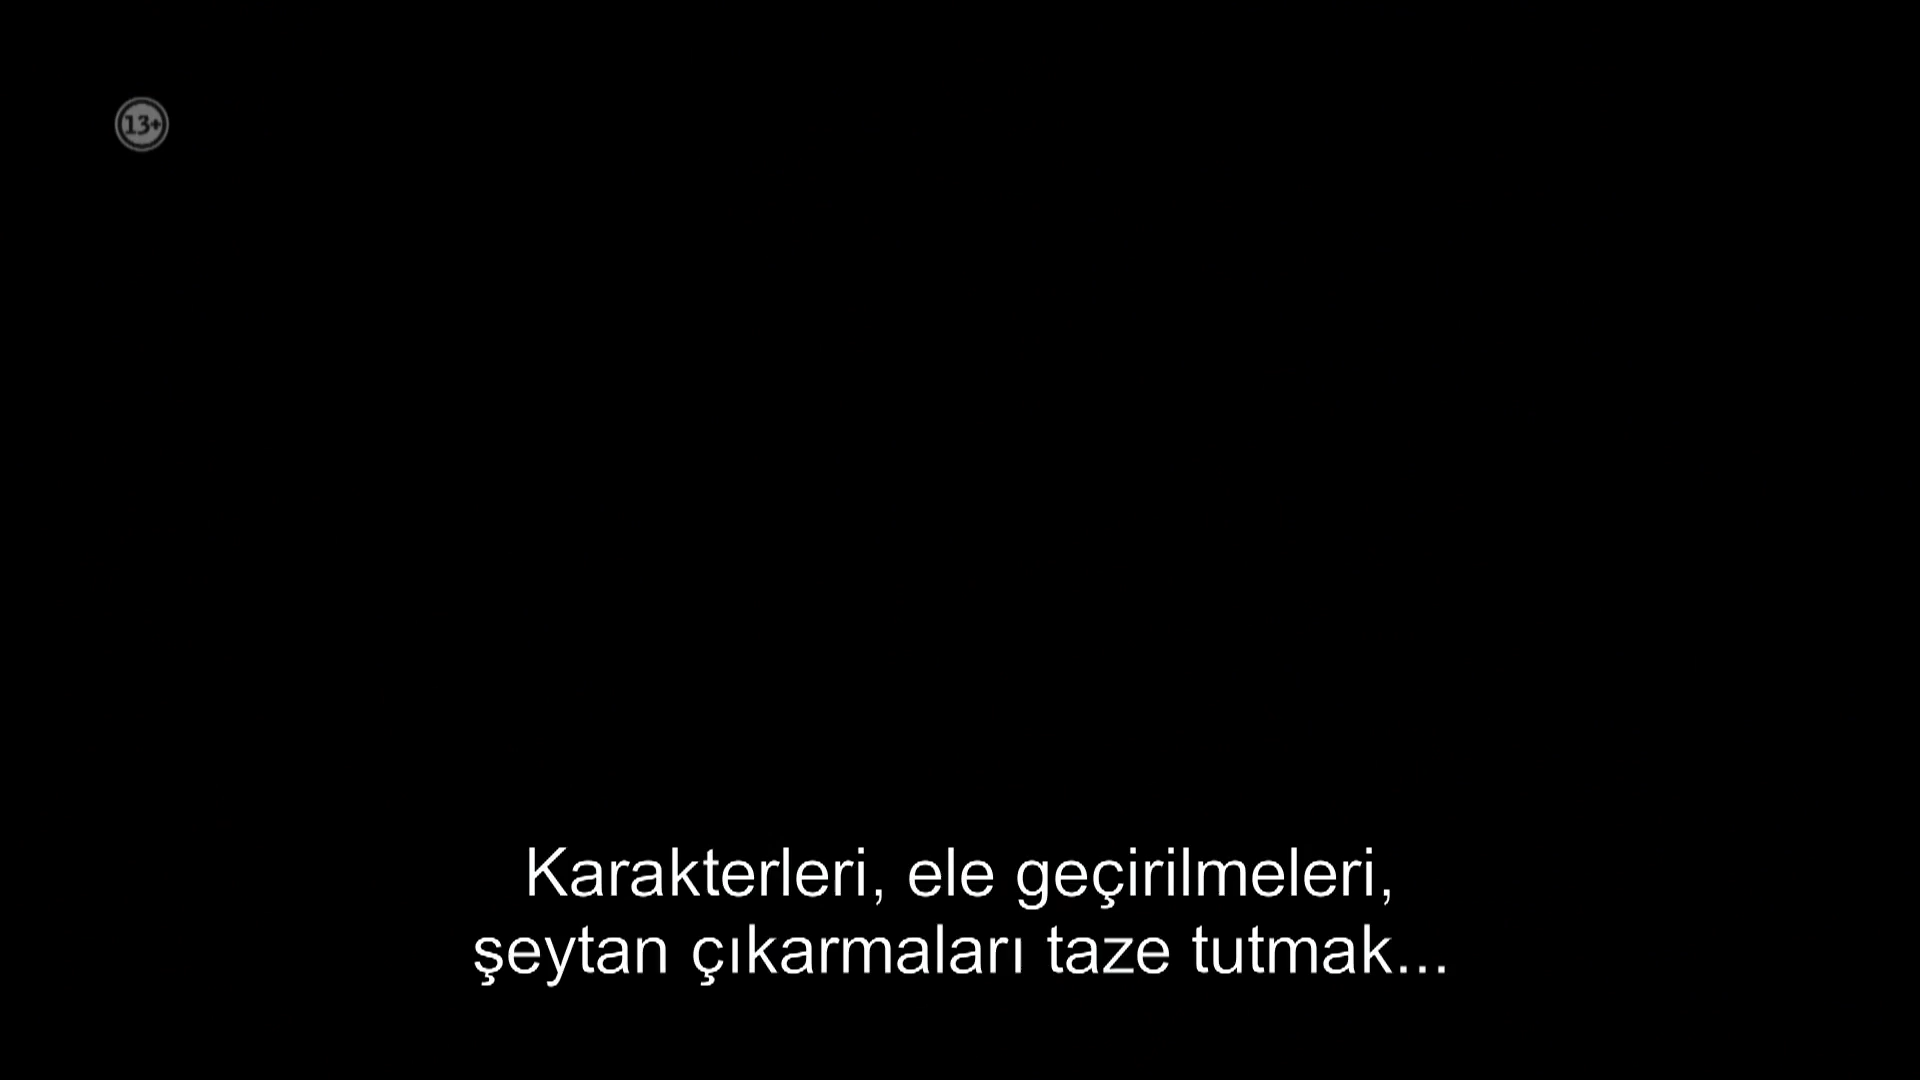 13+
Karakterleri, ele geçirilmeleri,
şeytan çıkarmaları taze tutmak...